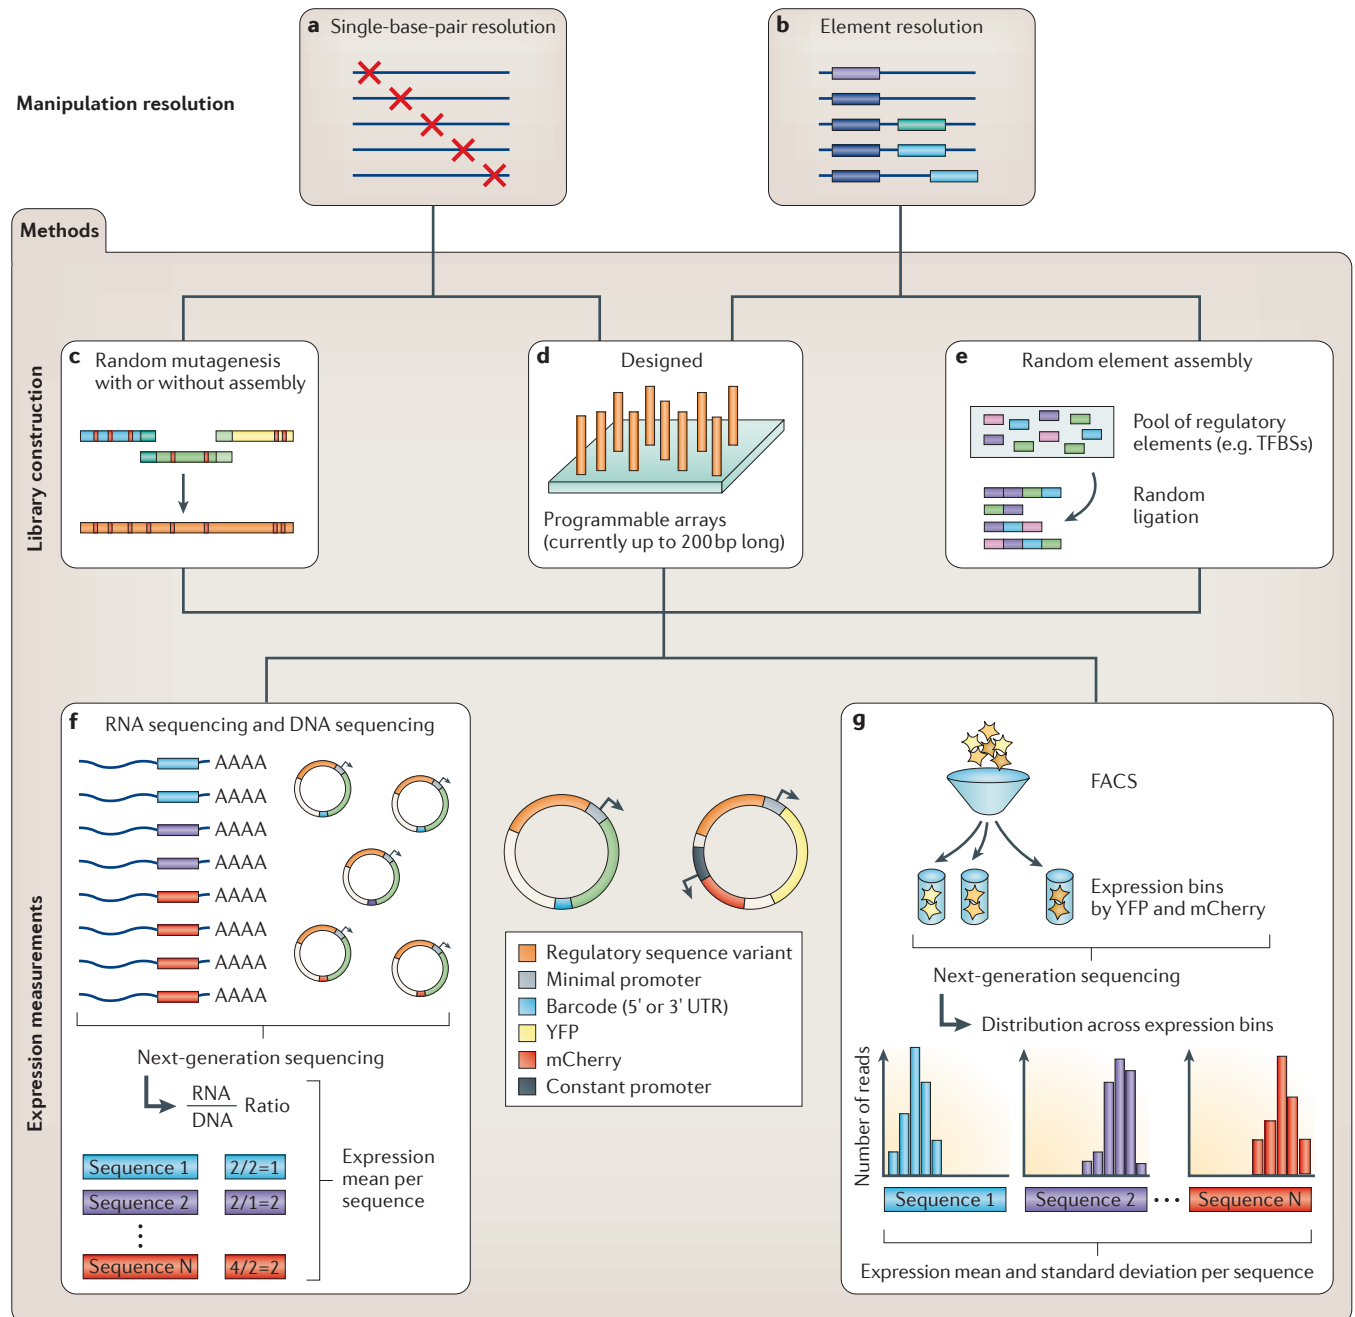 a Single-base-pair resolution
b Element resolution
Manipulation resolution
Methods
Library construction
c Random mutagenesis
with or without assembly
d Designed
Programmable arrays
(currently up to 200 bp long)
e Random element assembly
Pool of regulatory
elements (e.g. TFBSs)
Random
ligation
Expression measurements
f RNA sequencing and DNA sequencing
AAAA
AAAA
AAAA
AAAA
AAAA
AAAA
AAAA
AAAA
Next-generation sequencing
RNA
DNA
Ratio
Sequence 1 2/2=1
Sequence 2 2/1=2
⋮
Sequence N 4/2=2
Expression
mean per
sequence
Regulatory sequence variant
Minimal promoter
Barcode (5' or 3' UTR)
YFP
mCherry
Constant promoter
g
FACS
Expression bins
by YFP and mCherry
Next-generation sequencing
Distribution across expression bins
Number of reads
Sequence 1 Sequence 2 ••• Sequence N
Expression mean and standard deviation per sequence